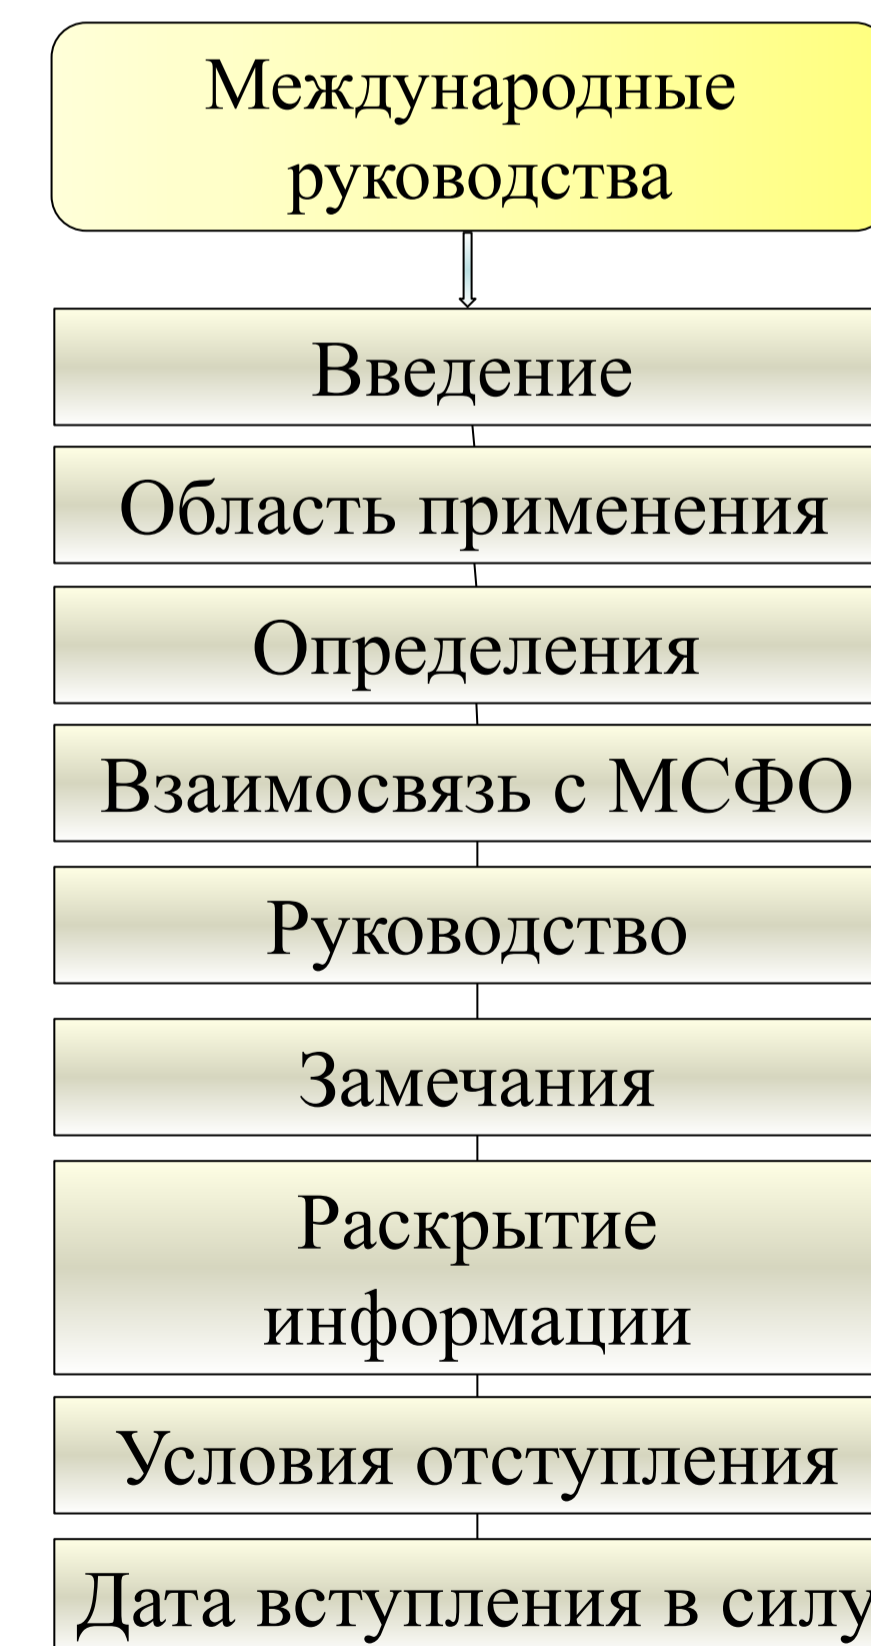 Международные
руководства
Введение
Область применения
Определения
Взаимосвязь с МСФО
Руководство
Замечания
Раскрытие
информации
Условия отступления
Дата вступления в силу